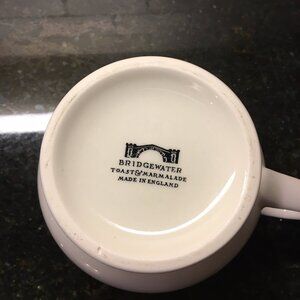 BRIDGEWATER
TOAST & MARMALADE
MADE IN ENGLAND